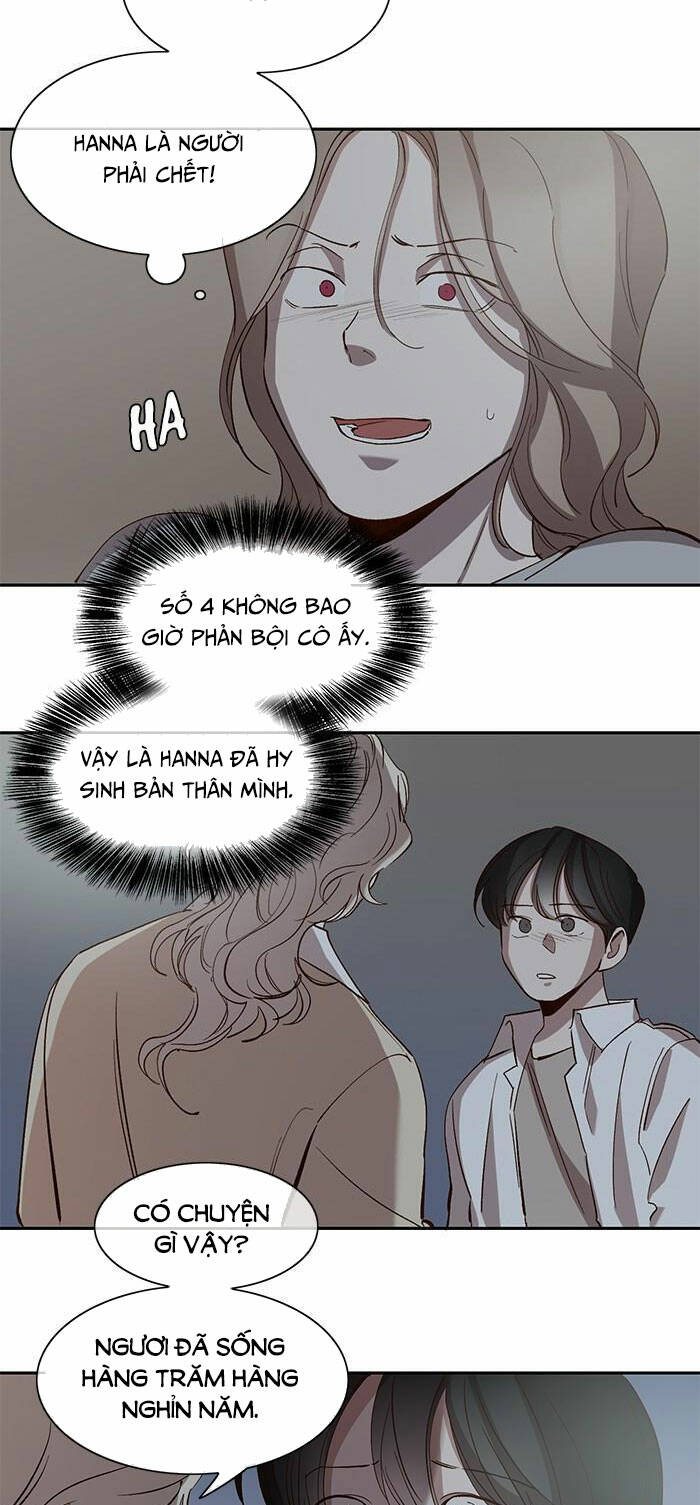 HANNA LÀ NGƯỜI
PHẢI CHẾT!
HA
SỐ 4 KHÔNG BAO
GIỜ PHẢN BỘI CÔ ẤY.
VẬY LÀ HANNA ĐÃ HY
SINH BẢN THÂN MÌNH.
CÓ CHUYỆN
GÌ VẬY?
NGƯƠI ĐÃ SỐNG
HÀNG TRĂM HÀNG
NGHÌN NĂM.